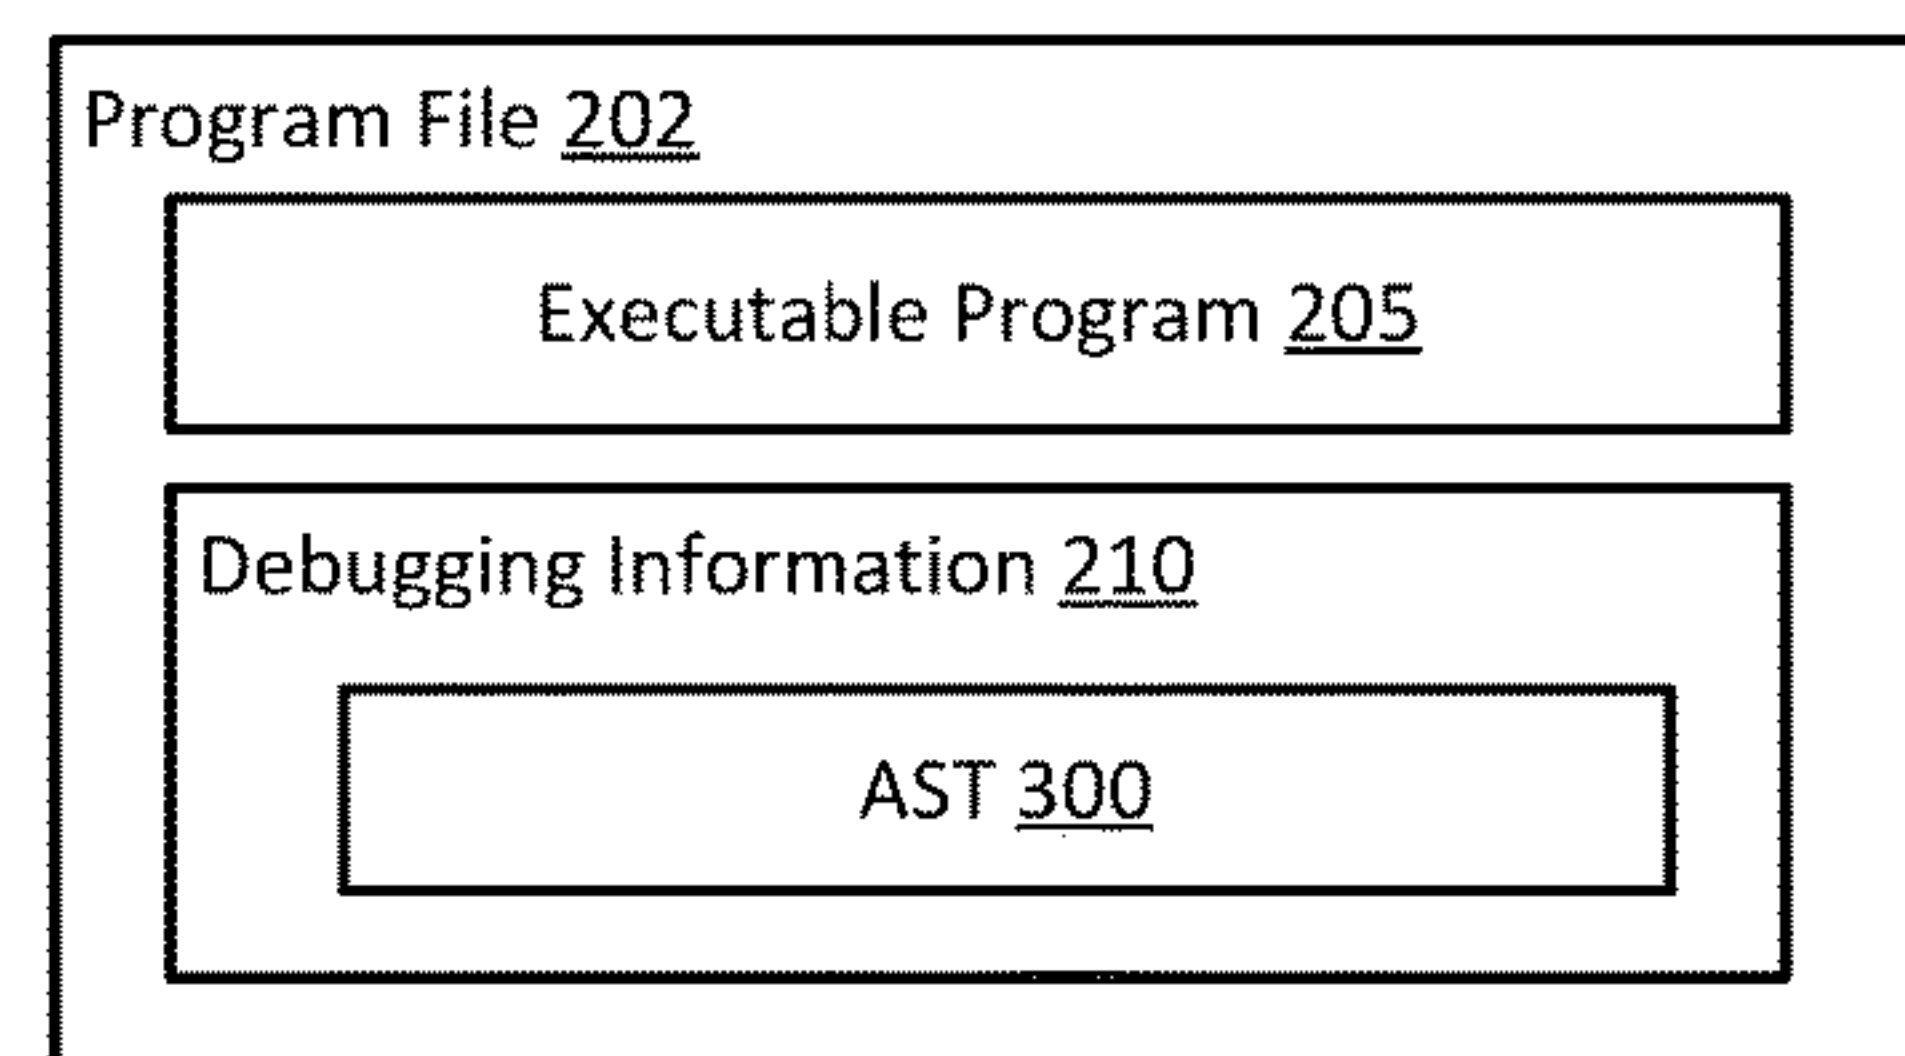 Program File 202
Executable Program 205
Debugging Information 210
AST 300